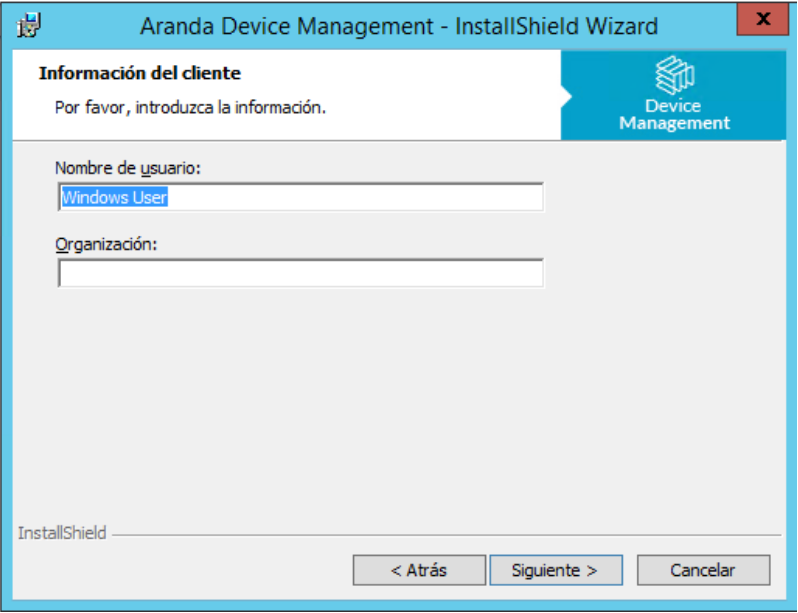 Aranda Device Management - InstallShield Wizard
x
Información del cliente
Por favor, introduzca la información.
Device
Management
Nombre de usuario:
Windows User
Organización:
InstallShield
< Atrás
Siguiente >
Cancelar